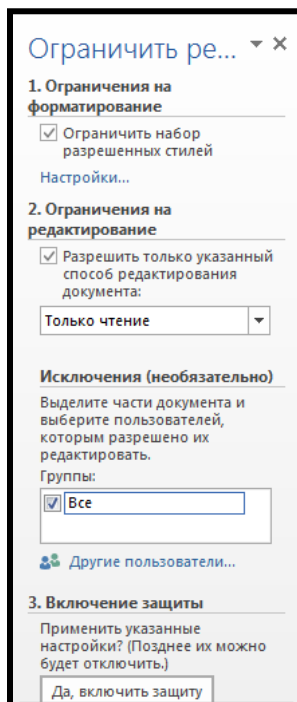 Ограничить ре...
1. Ограничения на
форматирование
Ограничить набор
разрешенных стилей
Настройки...
2. Ограничения на
редактирование
Разрешить только указанный
способ редактирования
документа:
Только чтение
Исключения (необязательно)
Выделите части документа и
выберите пользователей,
которым разрешено их
редактировать.
Группы:
Все
Другие пользователи...
3. Включение защиты
Применить указанные
настройки? (Позднее их можно
будет отключить.)
Да, включить защиту